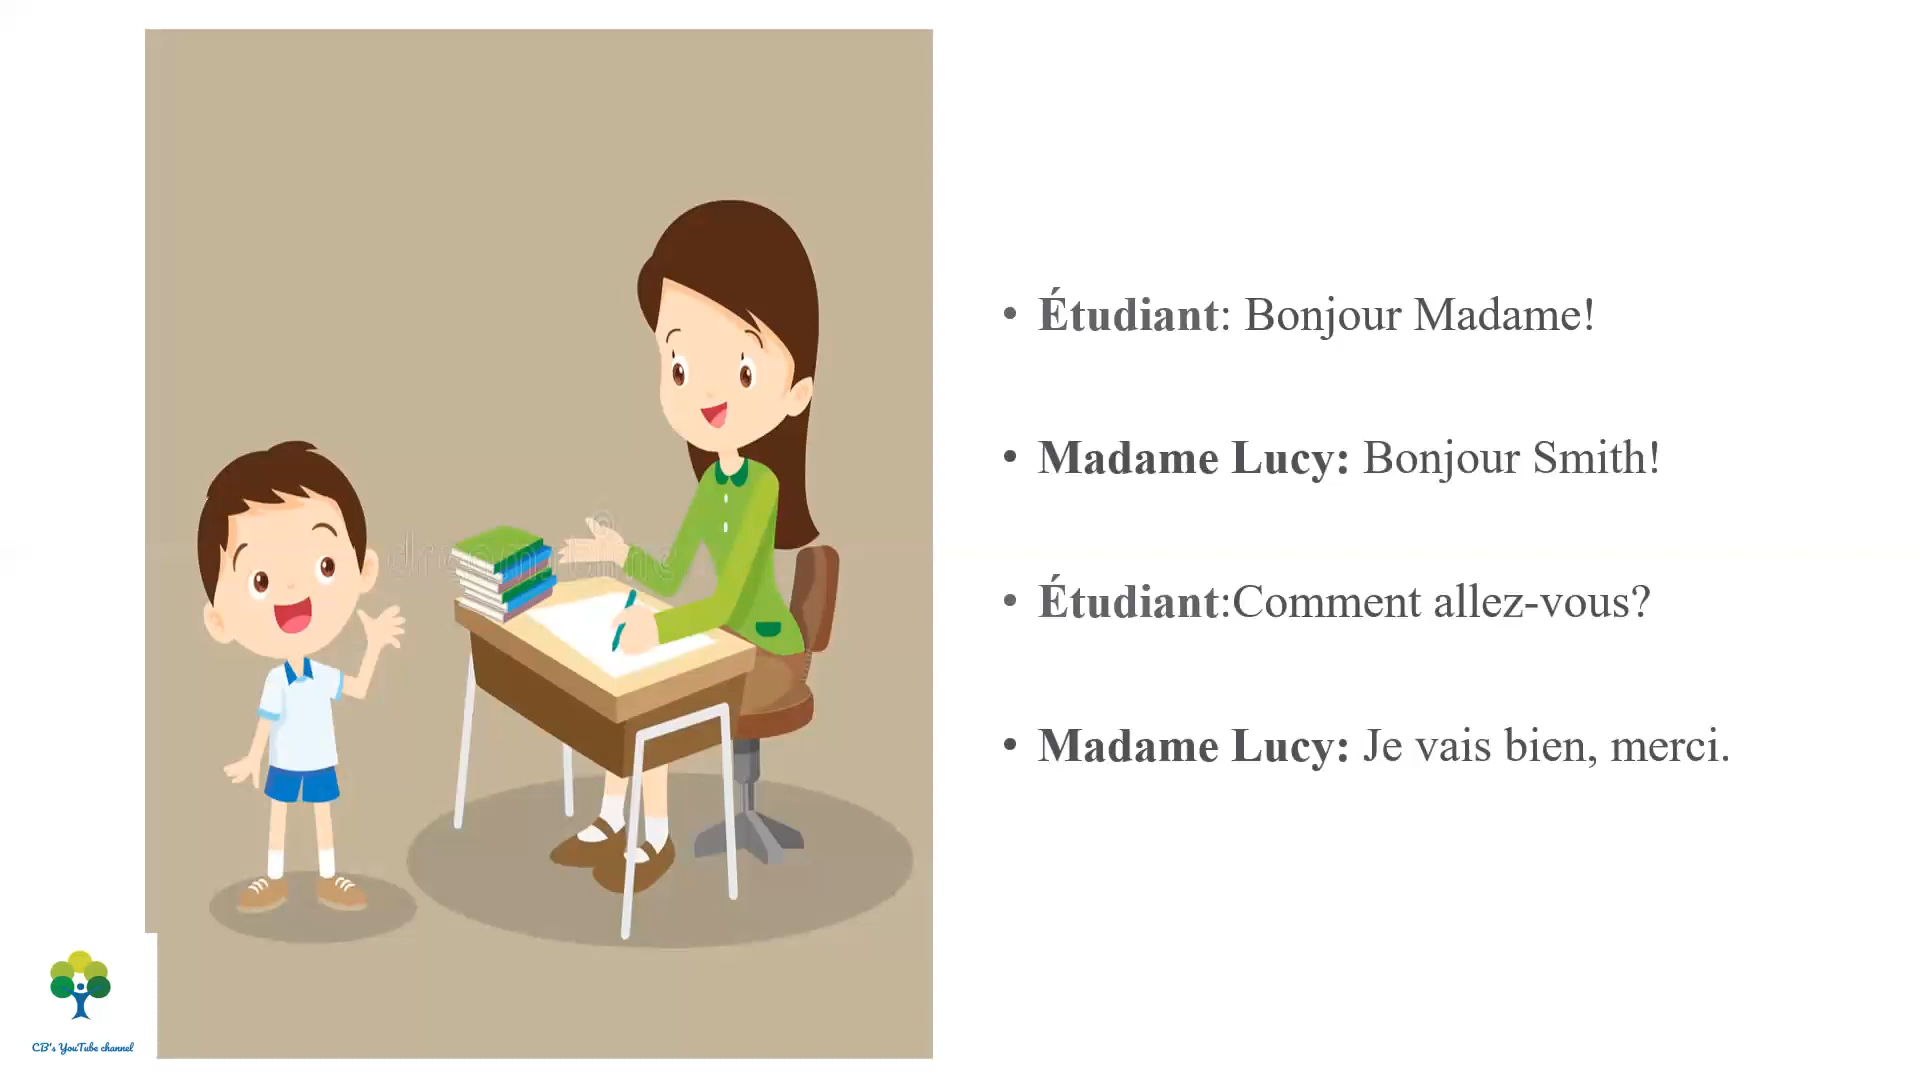 • Étudiant: Bonjour Madame!
• Madame Lucy: Bonjour Smith!
• Étudiant:Comment allez-vous?
• Madame Lucy: Je vais bien, merci.
dreamstime
CB's YouTube channel